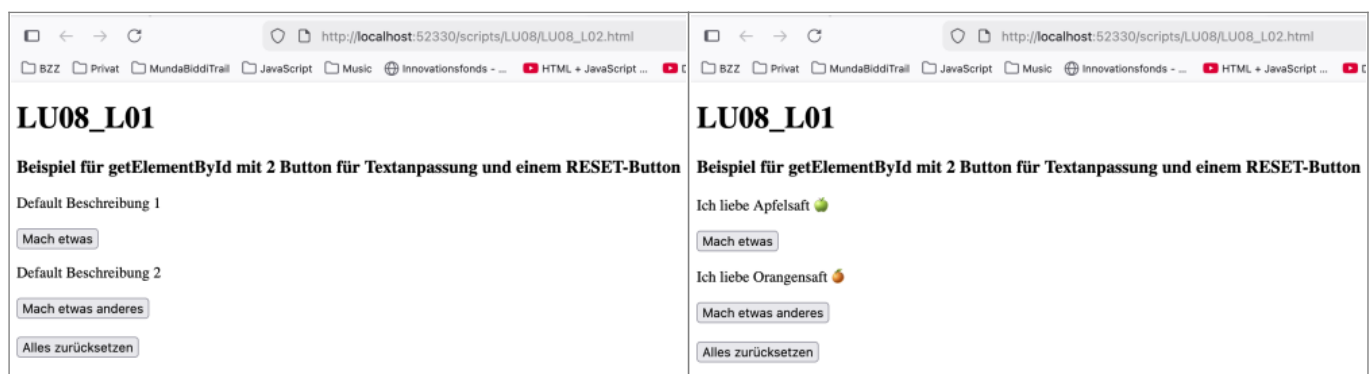 http://localhost:52330/scripts/LU08/LU08_L02.html
BZZ Privat MundaBiddiTrail JavaScript Music Innovationsfonds - ... HTML + JavaScript ...
LU08_L01
Beispiel für getElementById mit 2 Button für Textanpassung und einem RESET-Button
Default Beschreibung 1
Mach etwas
Default Beschreibung 2
Mach etwas anderes
Alles zurücksetzen
http://localhost:52330/scripts/LU08/LU08_L02.html
BZZ Privat MundaBiddiTrail JavaScript Music Innovationsfonds - ... HTML + JavaScript ...
LU08_L01
Beispiel für getElementById mit 2 Button für Textanpassung und einem RESET-Button
Ich liebe Apfelsaft 🍏
Mach etwas
Ich liebe Orangensaft 🍊
Mach etwas anderes
Alles zurücksetzen